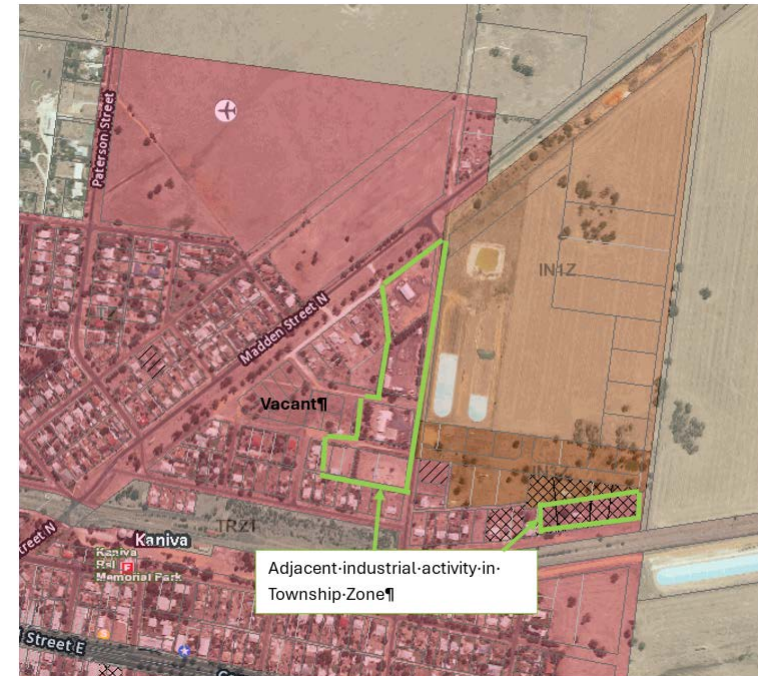 Paterson Street
IN1Z
Madden Street N
Vacant¶
IN1Z
TRZ1
Kaniva
Kaniva
Rsl
Memorial Park
Adjacent·industrial·activity·in·
Township·Zone¶
Street E